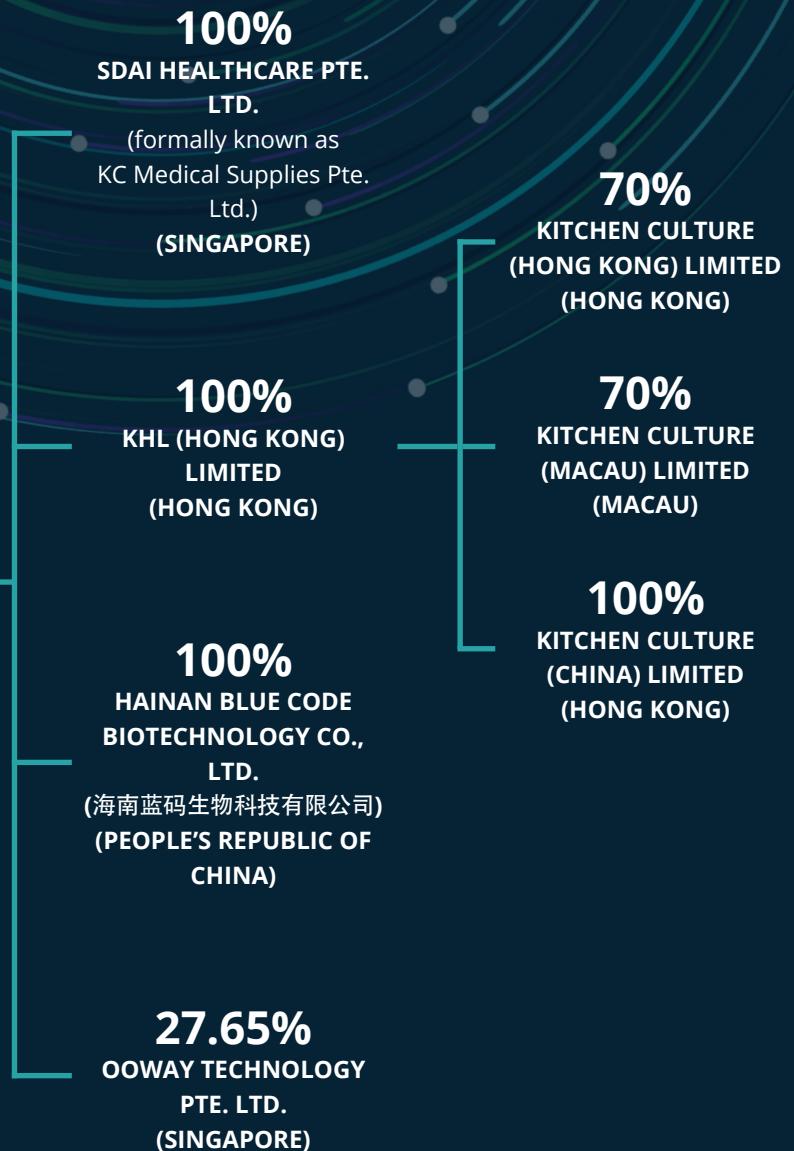 100%
SDAI HEALTHCARE PTE.
LTD.
(formally known as
KC Medical Supplies Pte.
Ltd.)
(SINGAPORE)
100%
KHL (HONG KONG)
LIMITED
(HONG KONG)
70%
KITCHEN CULTURE
(HONG KONG) LIMITED
(HONG KONG)
70%
KITCHEN CULTURE
(MACAU) LIMITED
(MACAU)
100%
KITCHEN CULTURE
(CHINA) LIMITED
(HONG KONG)
100%
HAINAN BLUE CODE
BIOTECHNOLOGY CO.,
LTD.
(海南蓝码生物科技有限公司)
(PEOPLE’S REPUBLIC OF
CHINA)
27.65%
OOWAY TECHNOLOGY
PTE. LTD.
(SINGAPORE)